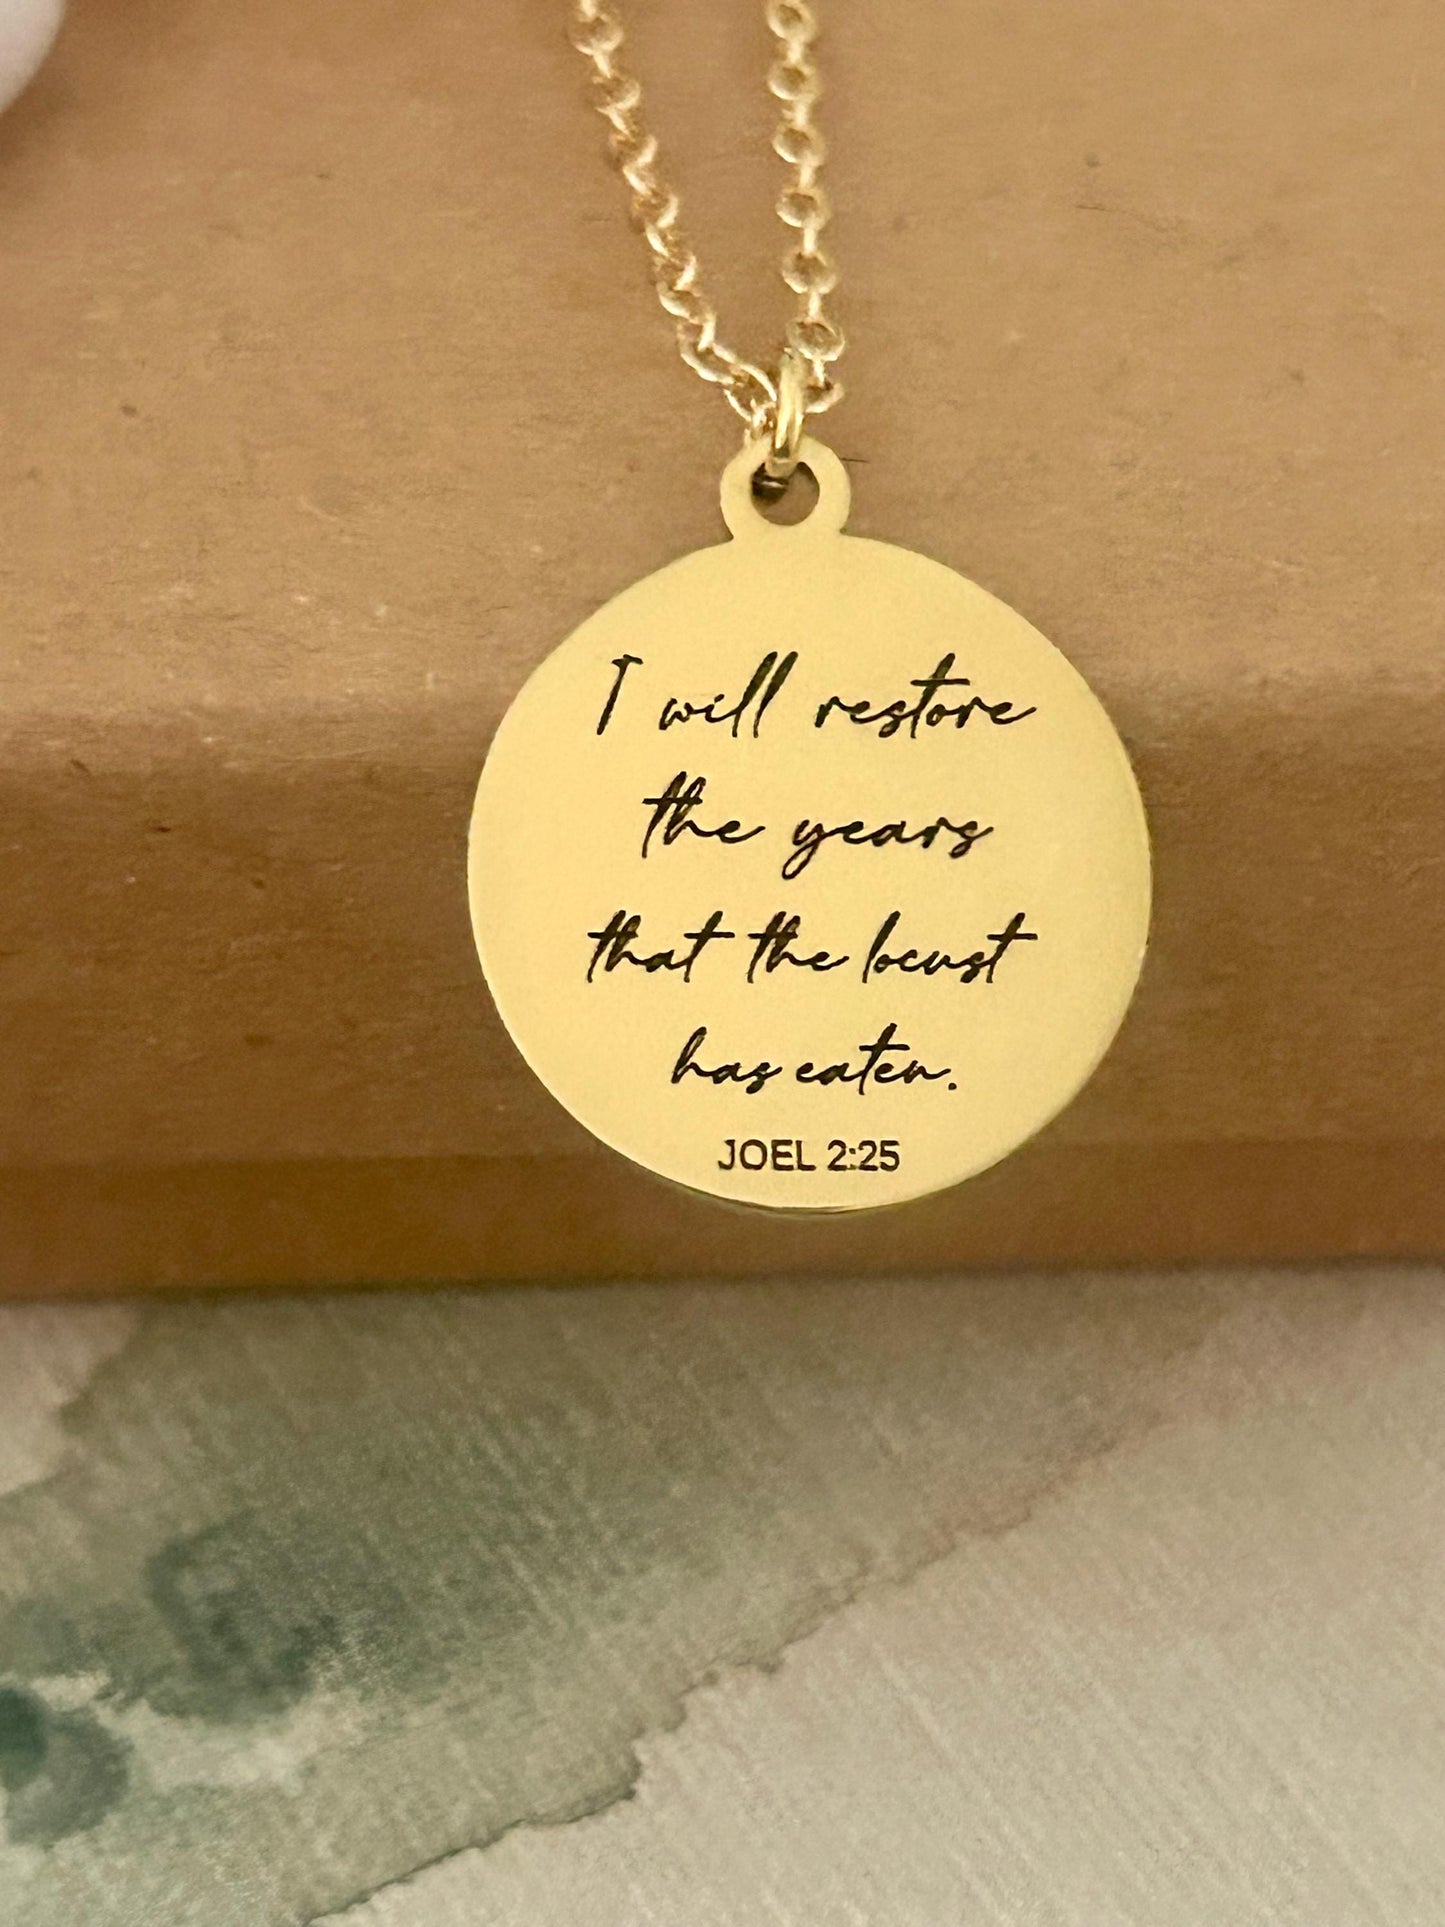 I will restore
the years
that the locust
has eaten.
JOEL 2:25